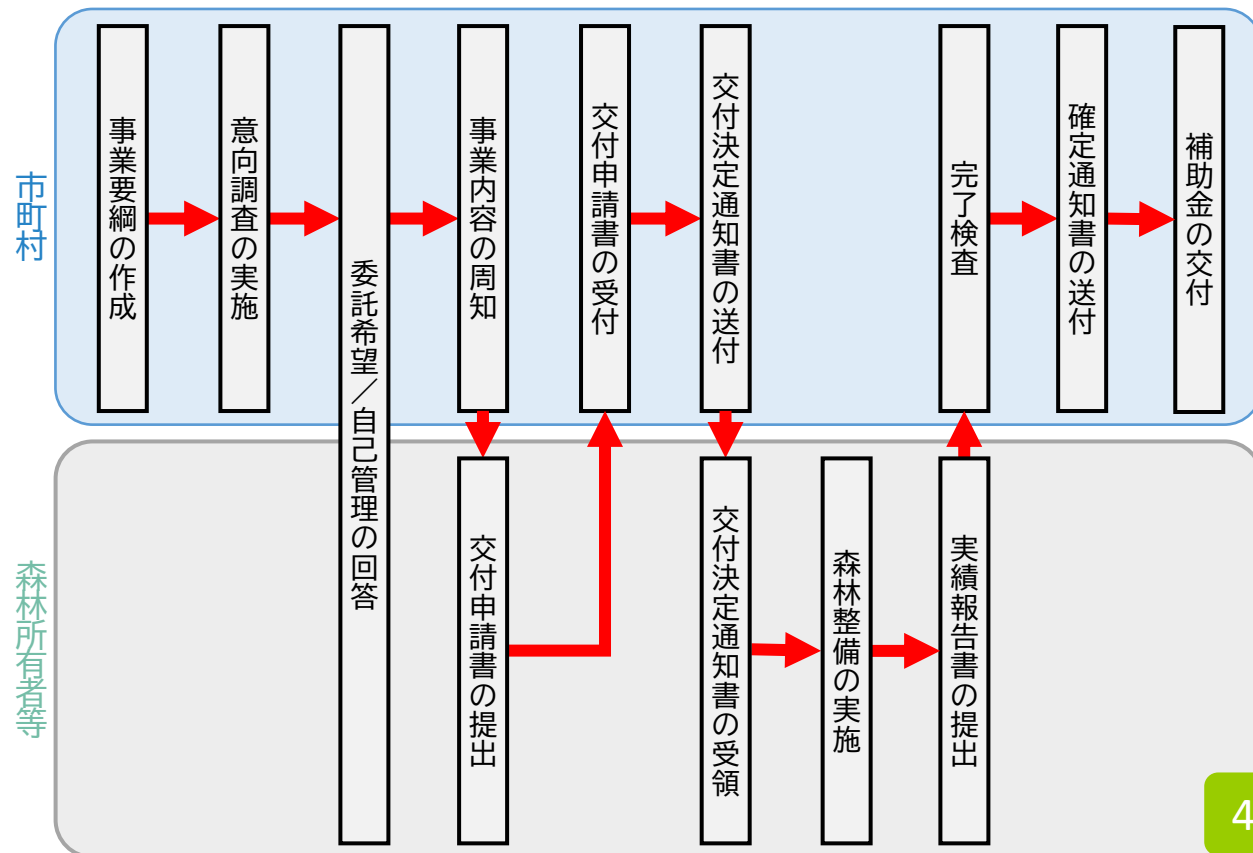 市町村
事業要綱の作成
意向調査の実施
委託希望／自己管理の回答
事業内容の周知
交付申請書の受付
交付決定通知書の送付
完了検査
確定通知書の送付
補助金の交付
森林所有者等
交付申請書の提出
交付決定通知書の受領
森林整備の実施
実績報告書の提出
4